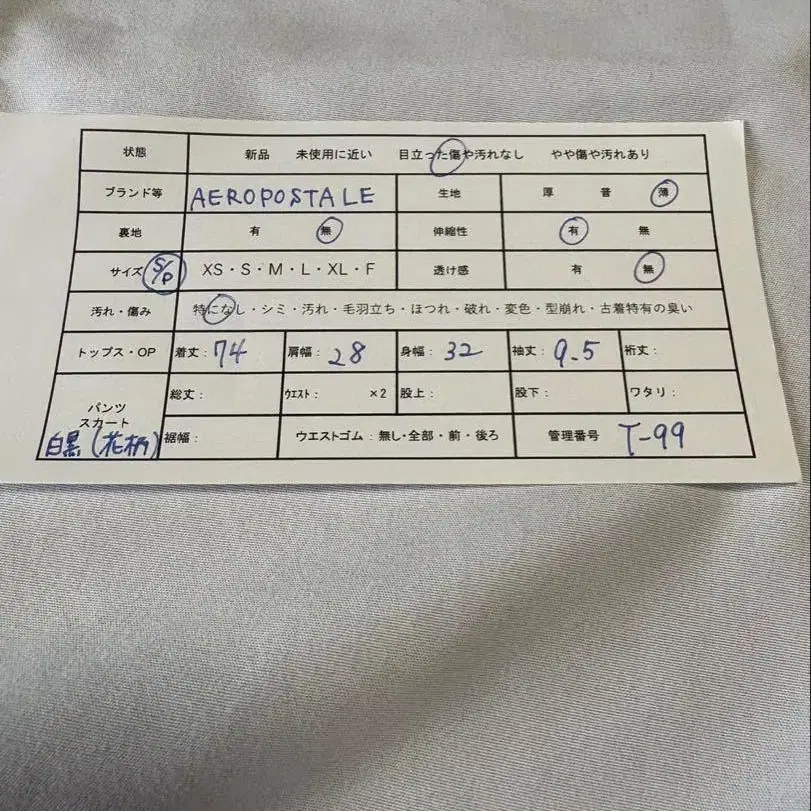 状態 新品 未使用に近い 目立った傷や汚れなし やや傷や汚れあり
ブランド等 AEROPOSTALE 生地 厚 普 薄
裏地 有 無 伸縮性 有 無
サイズ S/P XS・S・M・L・XL・F 透け感 有 無
汚れ・傷み 特になし・シミ・汚れ・毛羽立ち・ほつれ・破れ・変色・型崩れ・古着特有の臭い
トップス・OP 着丈：74 肩幅：28 身幅：32 袖丈：9.5 裄丈：
パンツ 総丈： ｳｴｽﾄ： ×2 股上： 股下： ワタリ：
スカート
白黒(花柄) 裾幅： ウエストゴム：無し・全部・前・後ろ 管理番号 T-99